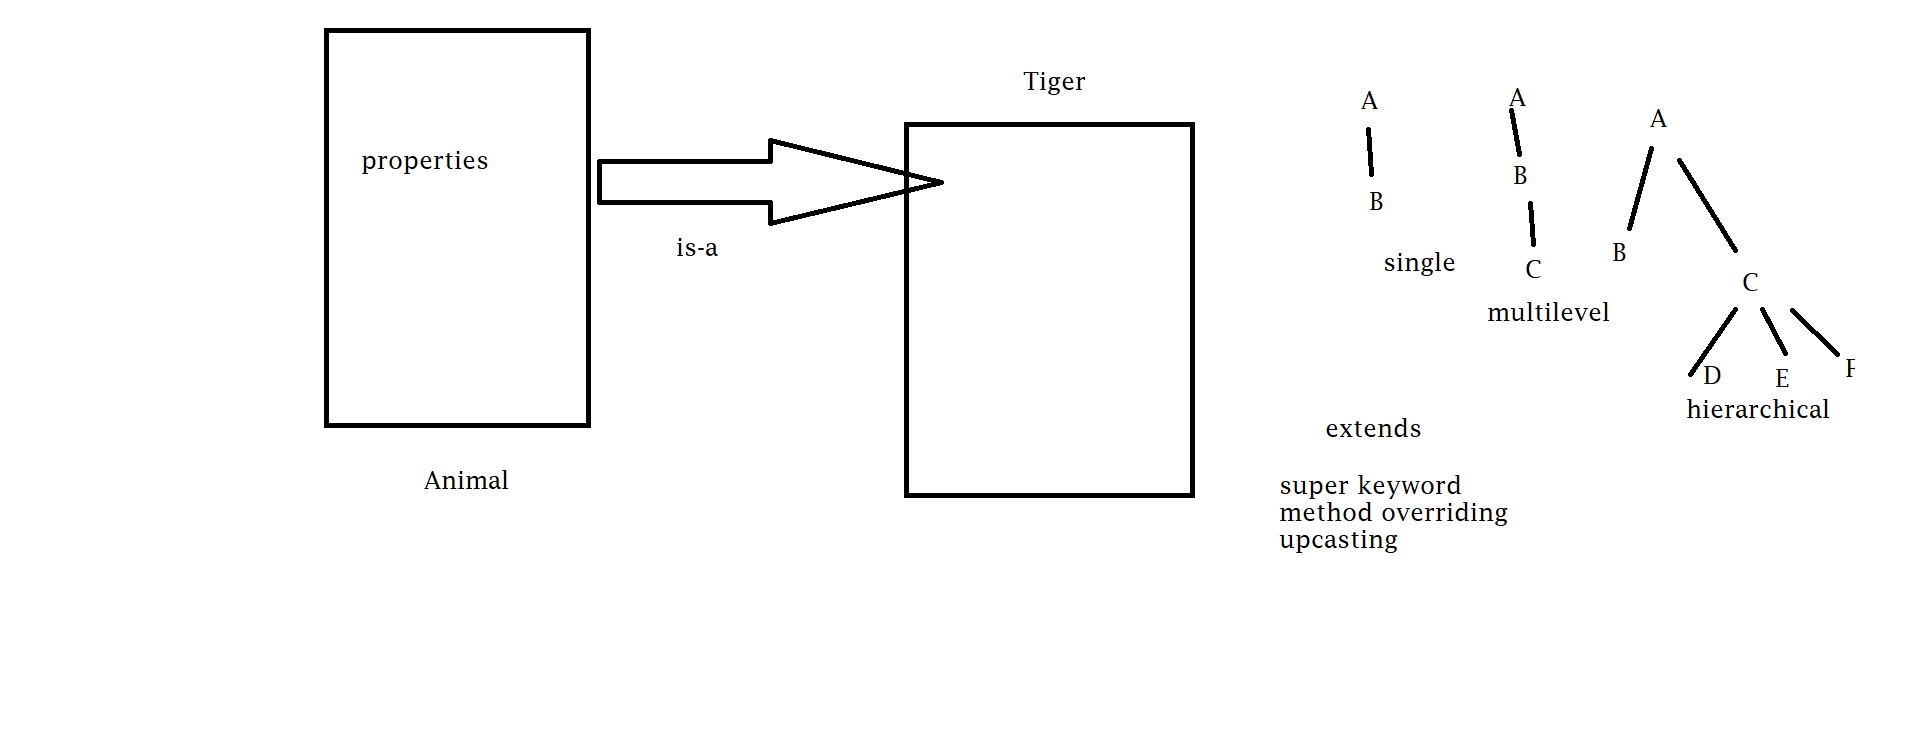 properties
Animal
is-a
Tiger
A
B
single
A
B
C
multilevel
A
B
C
D
E
F
hierarchical
extends
super keyword
method overriding
upcasting